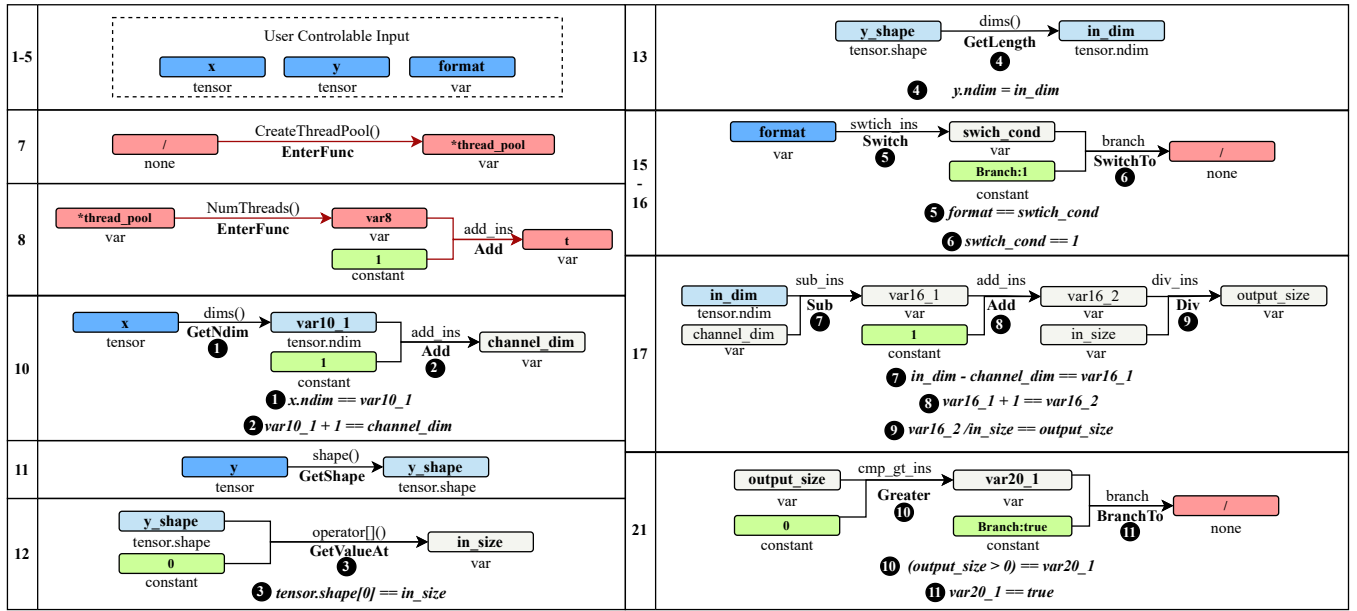 1-5
User Controlable Input
x
y
format
tensor
tensor
var
7
/
CreateThreadPool()
EnterFunc
*thread_pool
none
var
8
*thread_pool
NumThreads()
EnterFunc
var8
var
var
1
constant
add_ins
Add
t
var
10
x
dims()
GetNdim
1
var10_1
tensor
tensor.ndim
1
constant
add_ins
Add
2
channel_dim
var
1 x.ndim == var10_1
2 var10_1 + 1 == channel_dim
11
y
shape()
GetShape
y_shape
tensor
tensor.shape
12
y_shape
tensor.shape
0
constant
operator[]()
GetValueAt
3
in_size
var
3 tensor.shape[0] == in_size
13
y_shape
dims()
GetLength
4
in_dim
tensor.shape
tensor.ndim
4 y.ndim = in_dim
15
-
16
format
var
swtich_ins
Switch
5
swich_cond
var
Branch:1
constant
branch
SwitchTo
6
/
none
5 format == swtich_cond
6 swtich_cond == 1
17
in_dim
tensor.ndim
channel_dim
var
sub_ins
Sub
7
var16_1
var
1
constant
add_ins
Add
8
var16_2
var
in_size
var
div_ins
Div
9
output_size
var
7 in_dim - channel_dim == var16_1
8 var16_1 + 1 == var16_2
9 var16_2 /in_size == output_size
21
output_size
var
0
constant
cmp_gt_ins
Greater
10
var20_1
var
Branch:true
constant
branch
BranchTo
11
/
none
10 (output_size > 0) == var20_1
11 var20_1 == true